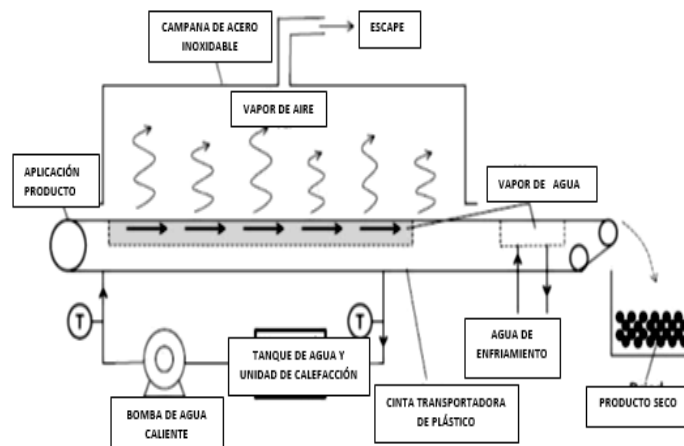 CAMPANA DE ACERO
INOXIDABLE
ESCAPE
VAPOR DE AIRE
APLICACIÓN
PRODUCTO
VAPOR DE AGUA
T
T
TANQUE DE AGUA Y
UNIDAD DE CALEFACCIÓN
AGUA DE
ENFRIAMIENTO
BOMBA DE AGUA
CALIENTE
CINTA TRANSPORTADORA
DE PLÁSTICO
PRODUCTO SECO